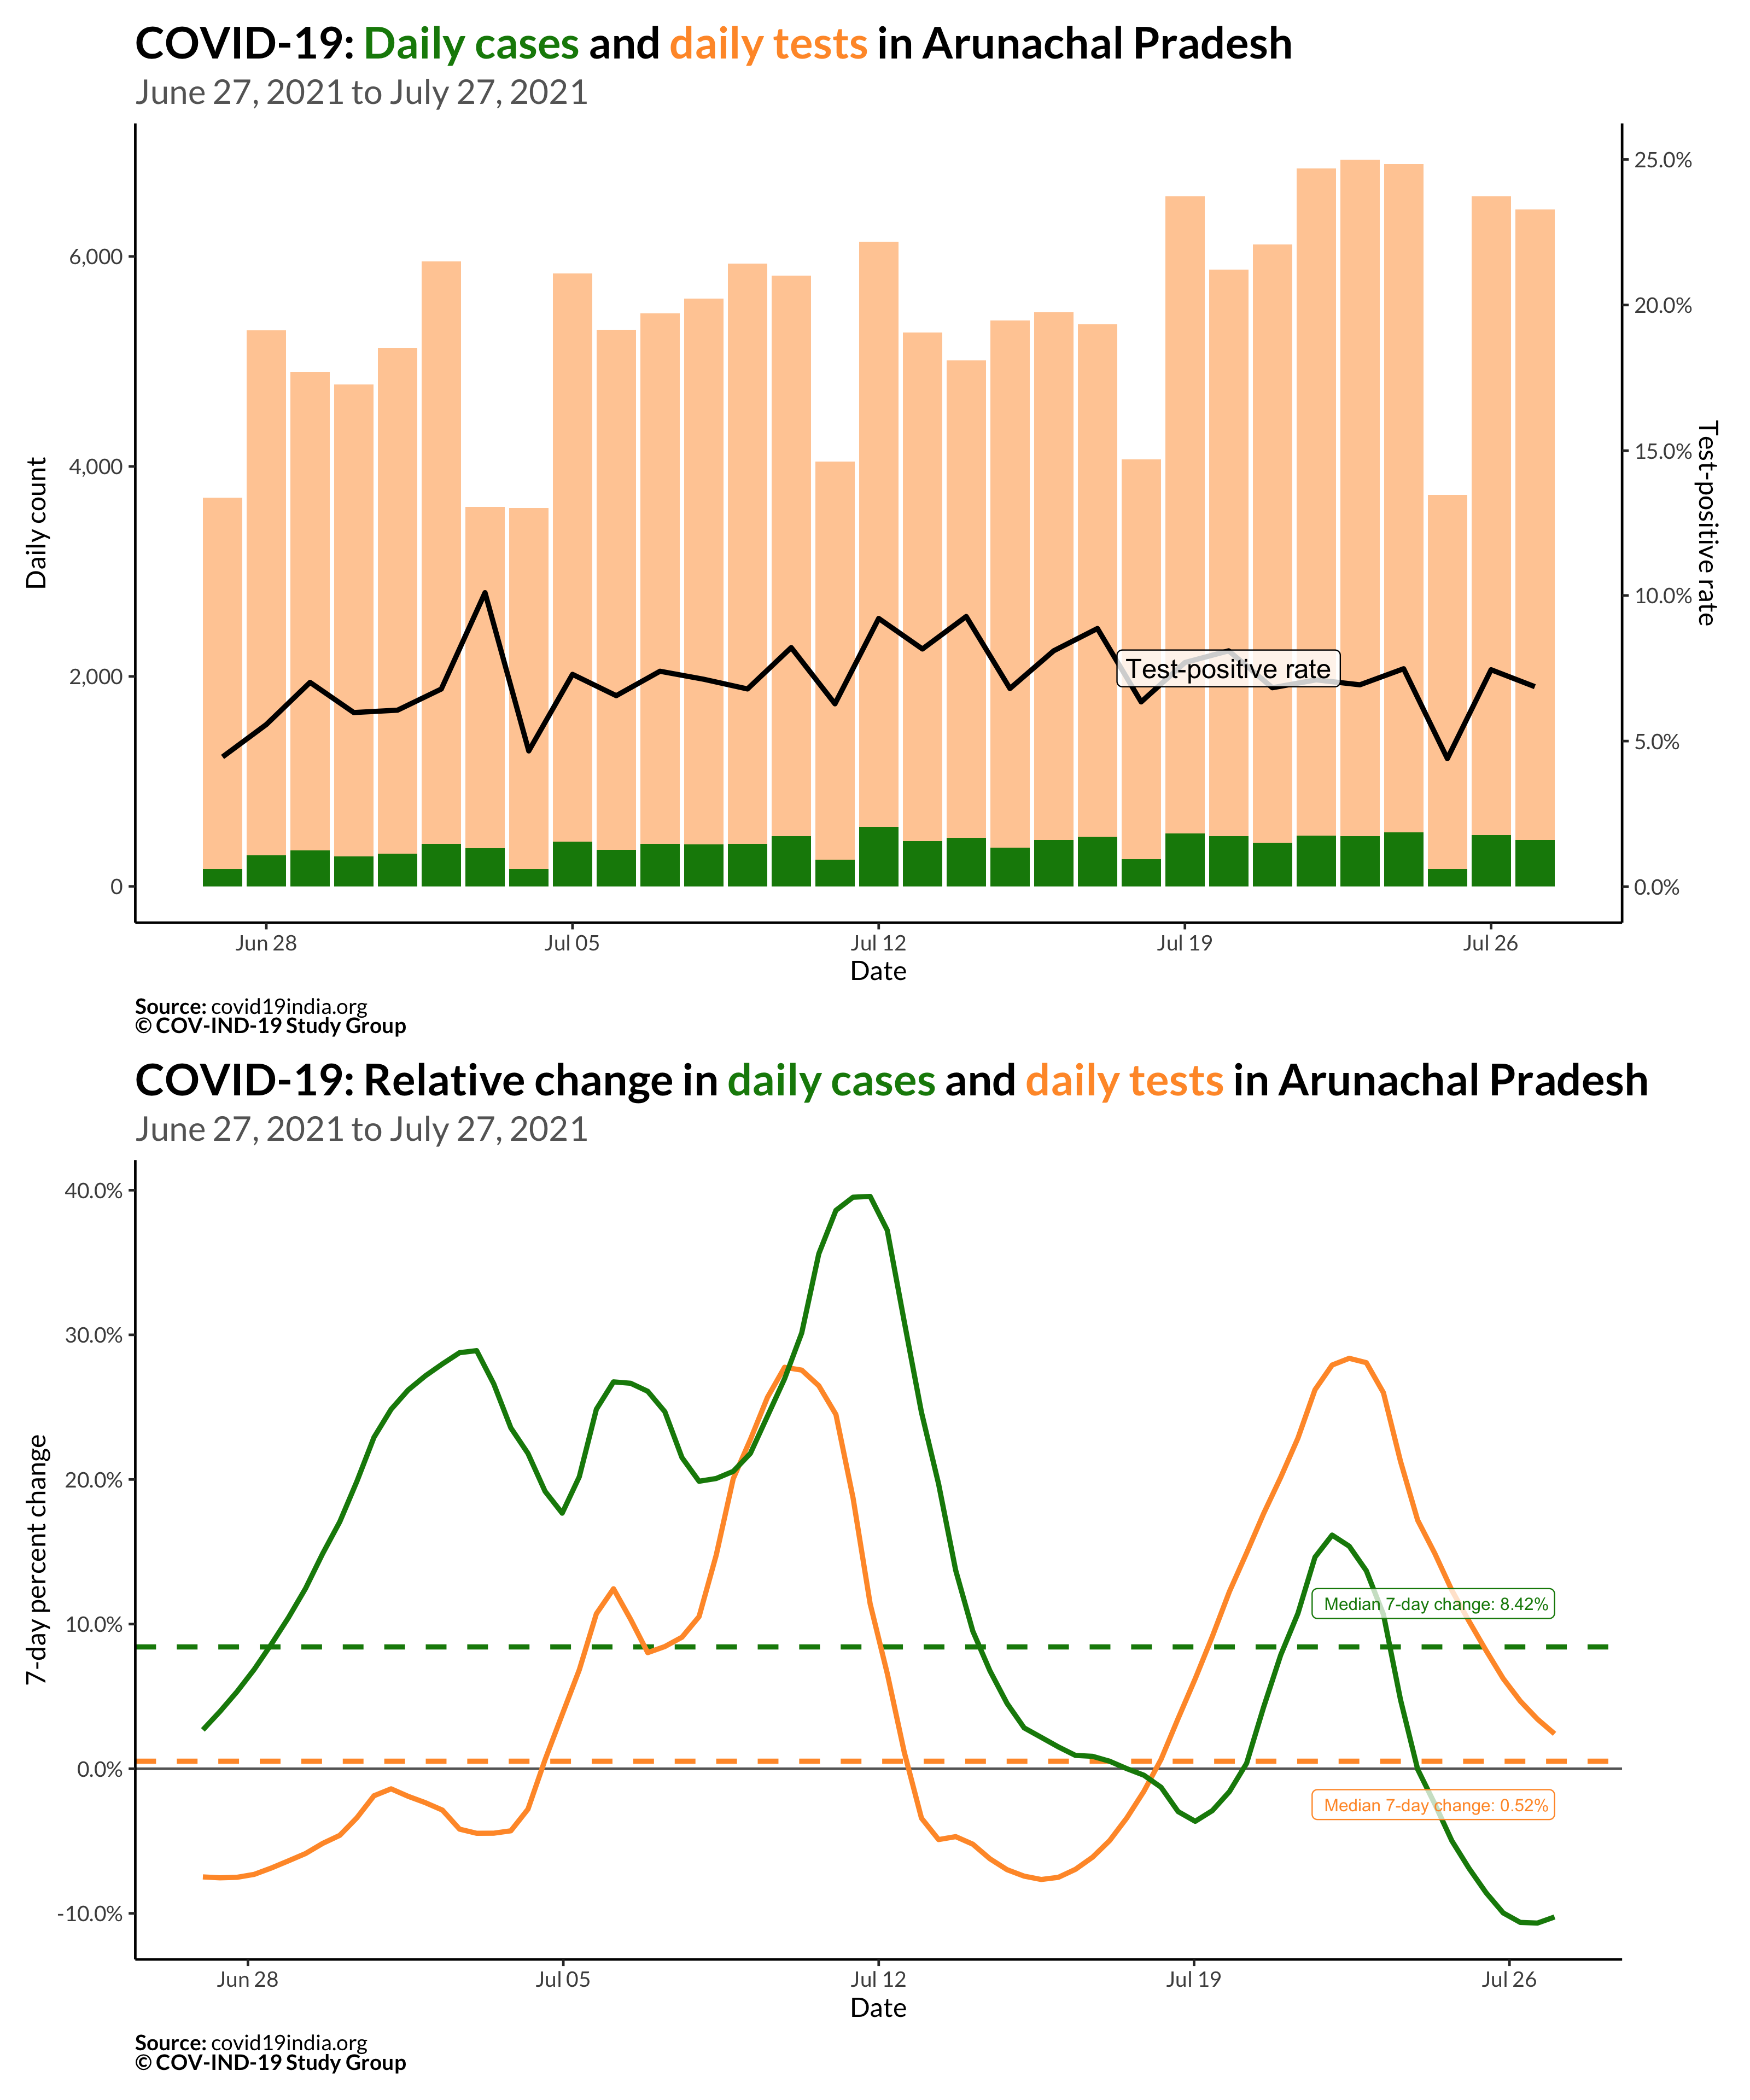 COVID-19: Daily cases and daily tests in Arunachal Pradesh
June 27, 2021 to July 27, 2021
Daily count
6,000
4,000
2,000
0
25.0%
20.0%
15.0%
10.0%
5.0%
0.0%
Test-positive rate
Test-positive rate
Jun 28
Jul 05
Jul 12
Jul 19
Jul 26
Date
Source: covid19india.org
© COV-IND-19 Study Group
COVID-19: Relative change in daily cases and daily tests in Arunachal Pradesh
June 27, 2021 to July 27, 2021
7-day percent change
40.0%
30.0%
20.0%
10.0%
0.0%
-10.0%
Median 7-day change: 8.42%
Median 7-day change: 0.52%
Jun 28
Jul 05
Jul 12
Jul 19
Jul 26
Date
Source: covid19india.org
© COV-IND-19 Study Group